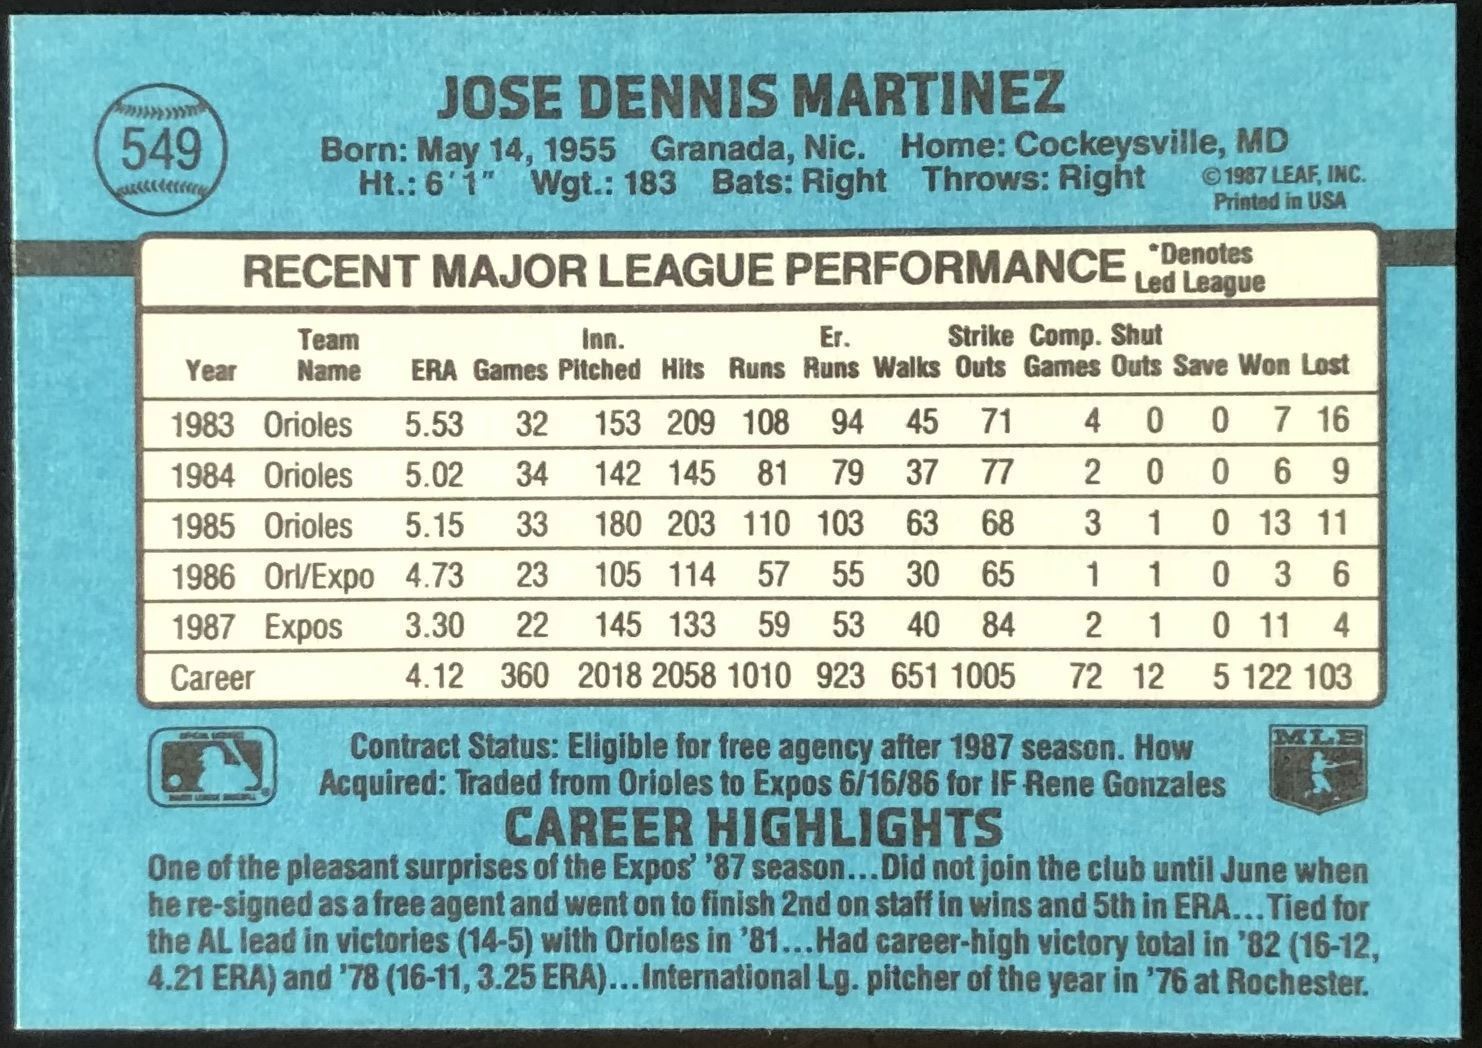 549
JOSE DENNIS MARTINEZ
Born: May 14, 1955 Granada, Nic. Home: Cockeysville, MD
Ht.: 6'1" Wgt.: 183 Bats: Right Throws: Right
©1987 LEAF, INC.
Printed in USA
RECENT MAJOR LEAGUE PERFORMANCE
*Denotes
Led League
Team Inn. Er. Strike Comp. Shut
Year Name ERA Games Pitched Hits Runs Runs Walks Outs Games Outs Save Won Lost
1983 Orioles 5.53 32 153 209 108 94 45 71 4 0 0 7 16
1984 Orioles 5.02 34 142 145 81 79 37 77 2 0 0 6 9
1985 Orioles 5.15 33 180 203 110 103 63 68 3 1 0 13 11
1986 Orl/Expo 4.73 23 105 114 57 55 30 65 1 1 0 3 6
1987 Expos 3.30 22 145 133 59 53 40 84 2 1 0 11 4
Career 4.12 360 2018 2058 1010 923 651 1005 72 12 5 122 103
Contract Status: Eligible for free agency after 1987 season. How
Acquired: Traded from Orioles to Expos 6/16/86 for IF Rene Gonzales
MLB
CAREER HIGHLIGHTS
One of the pleasant surprises of the Expos' '87 season...Did not join the club until June when
he re-signed as a free agent and went on to finish 2nd on staff in wins and 5th in ERA...Tied for
the AL lead in victories (14-5) with Orioles in '81...Had career-high victory total in '82 (16-12,
4.21 ERA) and '78 (16-11, 3.25 ERA)...International Lg. pitcher of the year in '76 at Rochester.